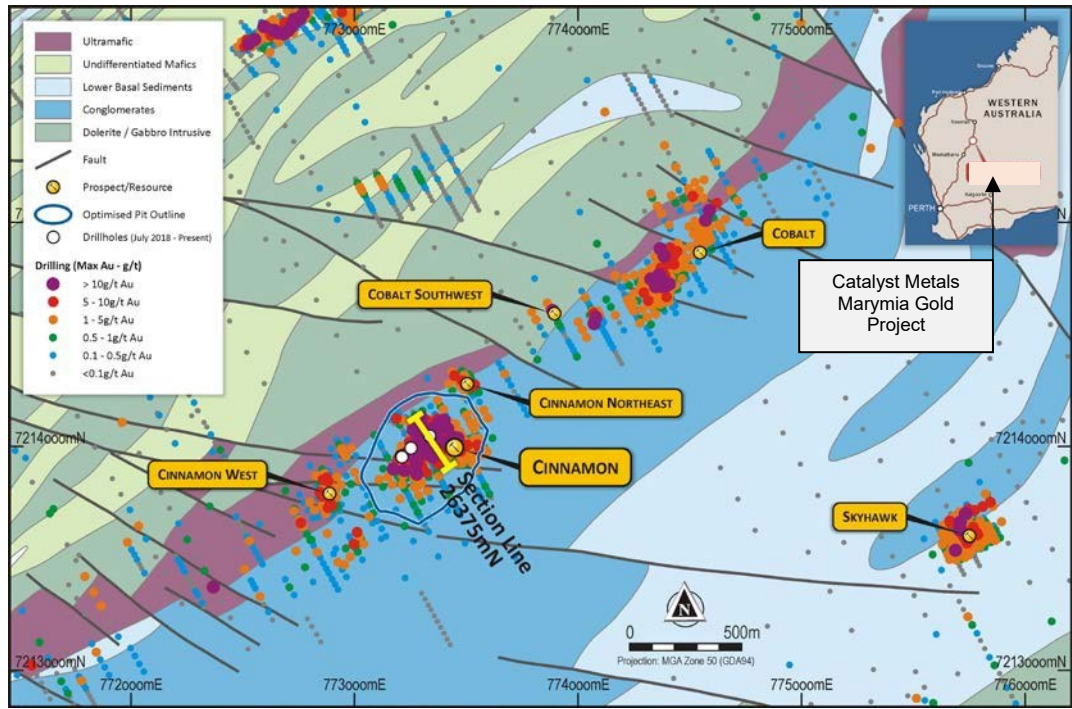 773000mE
774000mE
775000mE
Ultramafic
Undifferentiated Mafics
Lower Basal Sediments
Conglomerates
Dolerite / Gabbro Intrusive
Fault
Prospect/Resource
Optimised Pit Outline
Drillholes (July 2018 - Present)
Drilling (Max Au - g/t)
> 10g/t Au
5 - 10g/t Au
1 - 5g/t Au
0.5 - 1g/t Au
0.1 - 0.5g/t Au
<0.1g/t Au
WESTERN
AUSTRALIA
PERTH
N
Catalyst Metals
Marymia Gold
Project
COBALT
COBALT SOUTHWEST
CINNAMON NORTHEAST
CINNAMON
CINNAMON WEST
SKYHAWK
Section Line
26375mN
7214000mN
7214000mN
N
0 500m
Projection: MGA Zone 50 (GDA94)
7213000mN
7213000mN
772000mE
773000mE
774000mE
775000mE
776000mE